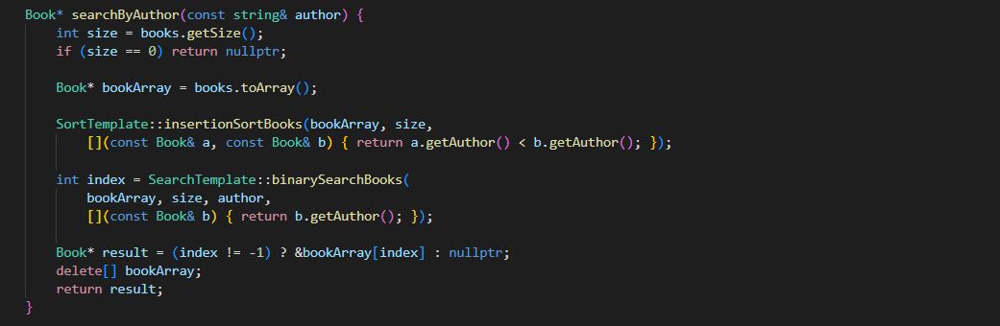 Book* searchByAuthor(const string& author) {
int size = books.getSize();
if (size == 0) return nullptr;
Book* bookArray = books.toArray();
SortTemplate::insertionSortBooks(bookArray, size,
[](const Book& a, const Book& b) { return a.getAuthor() < b.getAuthor(); });
int index = SearchTemplate::binarySearchBooks(
bookArray, size, author,
[](const Book& b) { return b.getAuthor(); });
Book* result = (index != -1) ? &bookArray[index] : nullptr;
delete[] bookArray;
return result;
}